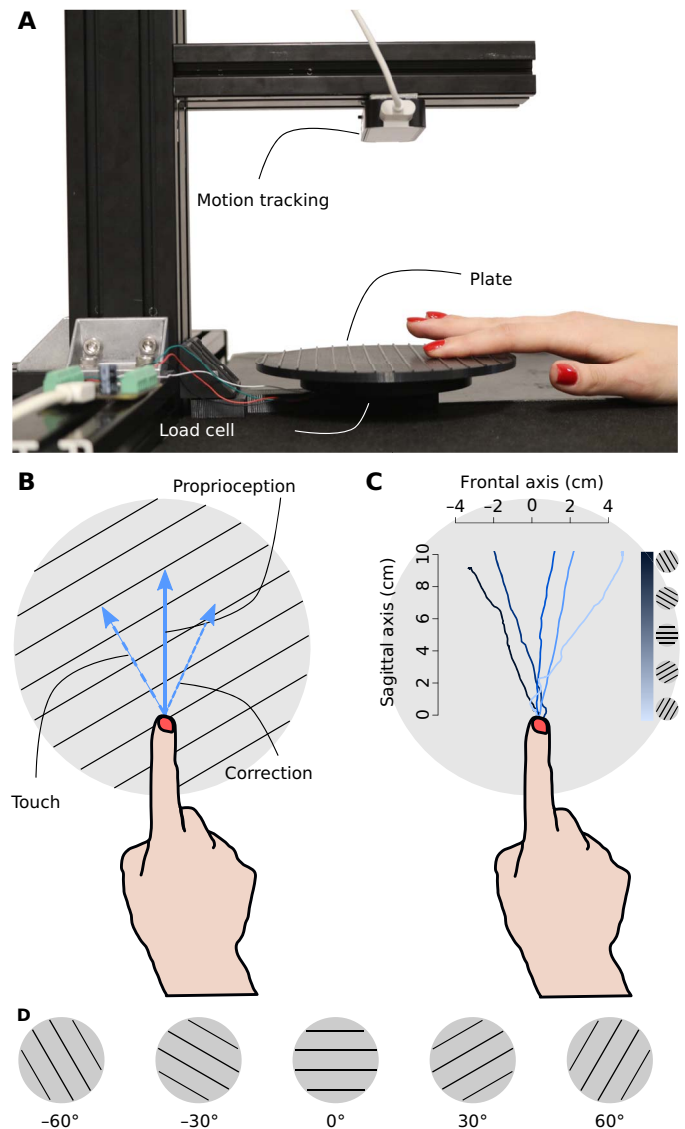 A
Motion tracking
Plate
Load cell
B
Proprioception
Touch
Correction
C
Frontal axis (cm)
–4 –2 0 2 4
Sagittal axis (cm)
10
8
6
4
2
0
D
–60° –30° 0° 30° 60°